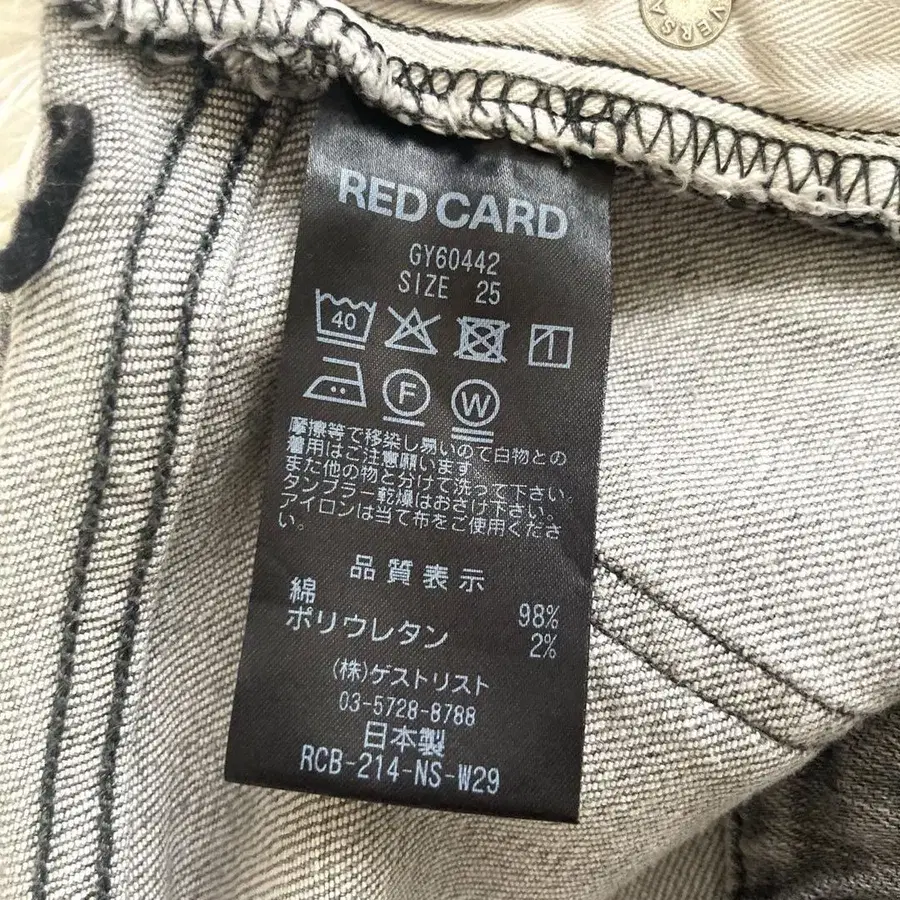 VERSA
RED CARD
GY60442
SIZE 25
40
F
W
摩擦等で移染し易いので白物との
着用はご注意願います。
また他の物と分けて洗って下さい。
タンブラー乾燥はおさけ下さい。
アイロンは当て布をご使用くださ
い。
品質表示
綿 98%
ポリウレタン 2%
(株)ゲストリスト
03-5728-8788
日本製
RCB-214-NS-W29